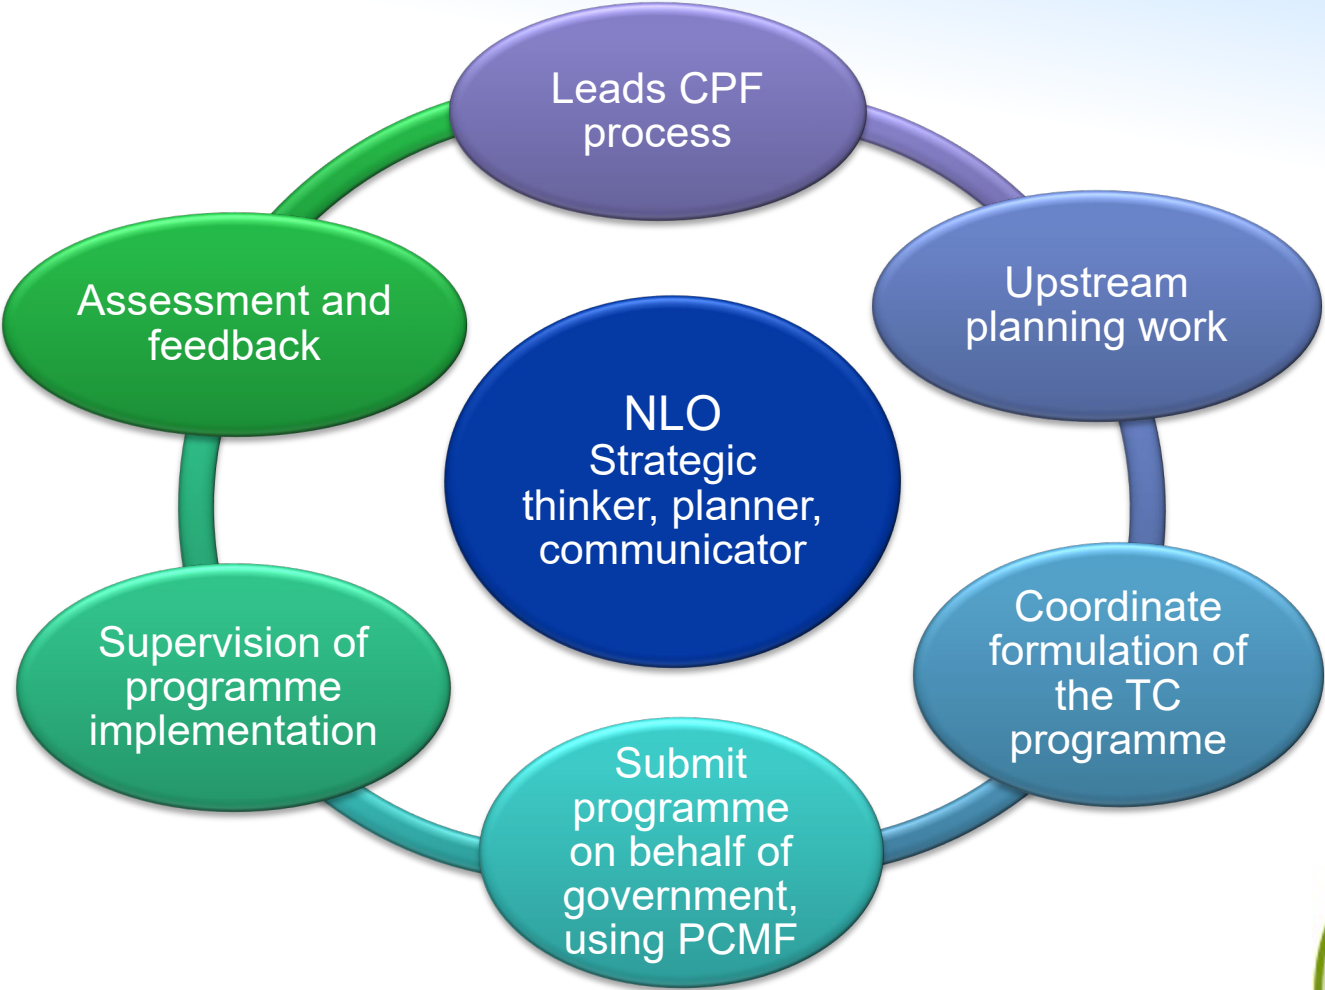 Leads CPF
process
Upstream
planning work
Coordinate
formulation of
the TC
programme
Submit
programme
on behalf of
government,
using PCMF
Supervision of
programme
implementation
Assessment and
feedback
NLO
Strategic
thinker, planner,
communicator